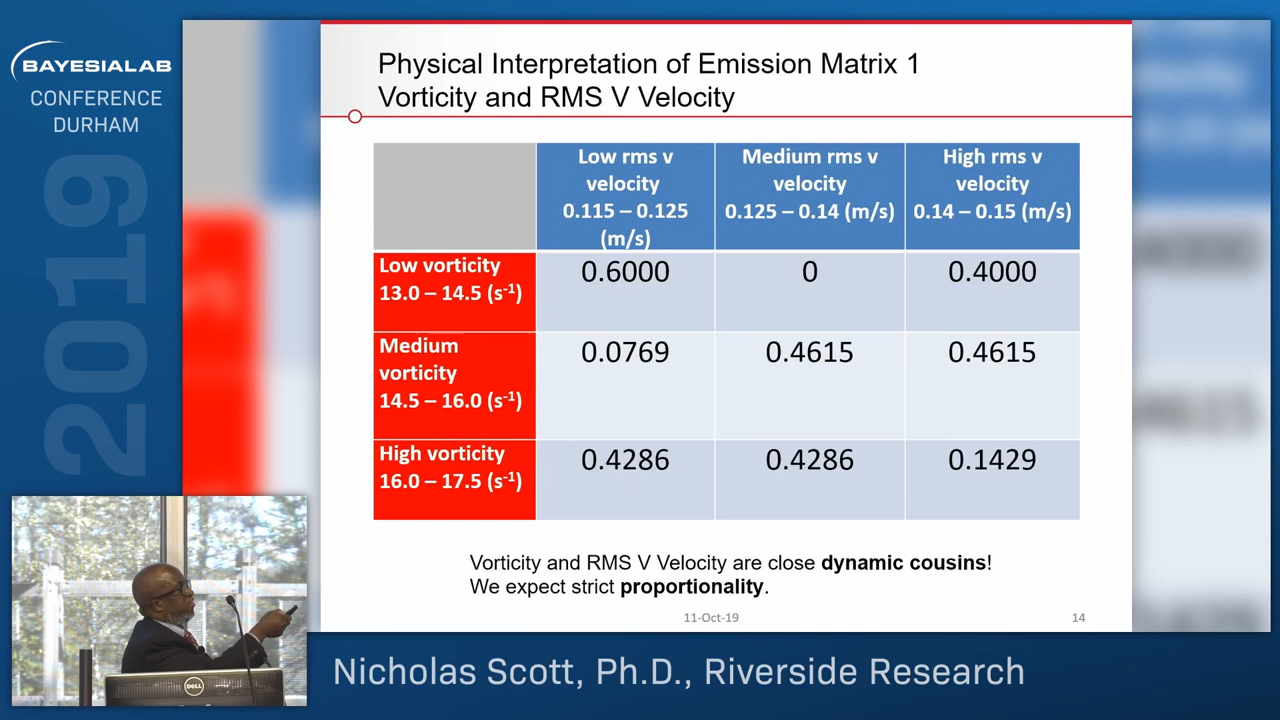 BAYESIALAB
CONFERENCE
DURHAM
2019
Physical Interpretation of Emission Matrix 1
Vorticity and RMS V Velocity
Low rms v
velocity
0.115 – 0.125
(m/s)
Medium rms v
velocity
0.125 – 0.14 (m/s)
High rms v
velocity
0.14 – 0.15 (m/s)
Low vorticity
13.0 – 14.5 (s-1)
0.6000
0
0.4000
Medium
vorticity
14.5 – 16.0 (s-1)
0.0769
0.4615
0.4615
High vorticity
16.0 – 17.5 (s-1)
0.4286
0.4286
0.1429
Vorticity and RMS V Velocity are close dynamic cousins!
We expect strict proportionality.
11-Oct-19
14
DELL
Nicholas Scott, Ph.D., Riverside Research